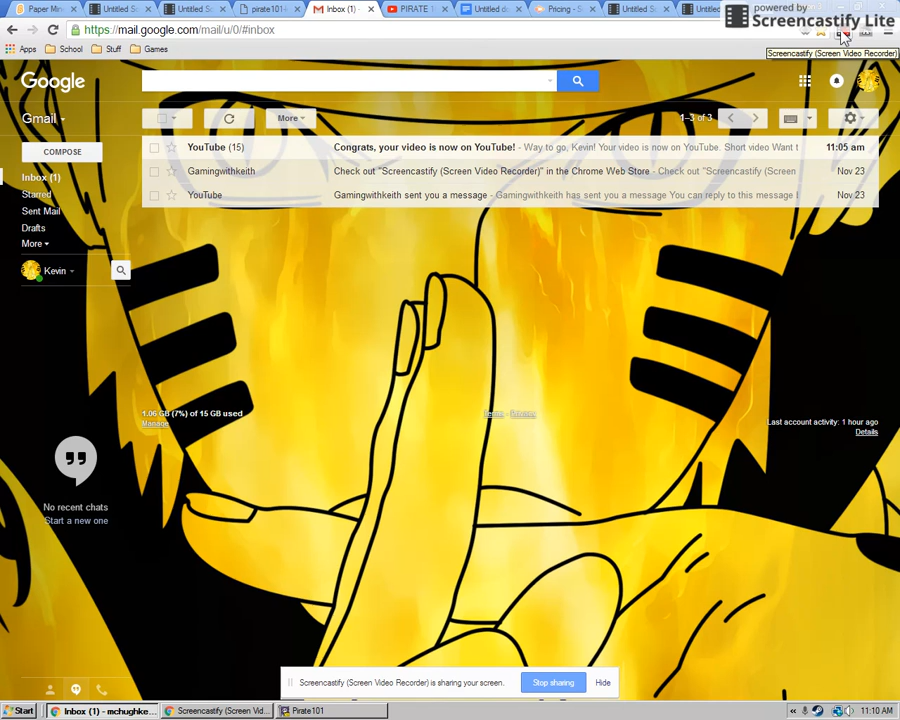 Paper Min
Untitled S
Untitled S
pirate101-l
Inbox (1)
PIRATE 1
Untitled do
Pricing - S
Untitled So
Untitled
powered by
Screencastify Lite
https://mail.google.com/mail/u/0/#inbox
Screencastify (Screen Video Recorder)
Apps School Stuff Games
Google
Gmail
More
1–3 of 3
COMPOSE
YouTube (15) Congrats, your video is now on YouTube! - Way to go, Kevin! Your video is now on YouTube. Short video Want t 11:05 am
Gamingwithkeith Check out "Screencastify (Screen Video Recorder)" in the Chrome Web Store - Check out "Screencastify (Screen Nov 23
YouTube Gamingwithkeith sent you a message - Gamingwithkeith has sent you a message You can reply to this message l Nov 23
Inbox (1)
Starred
Sent Mail
Drafts
More
Kevin
1.06 GB (7%) of 15 GB used
Manage
Terms - Privacy
Last account activity: 1 hour ago
Details
No recent chats
Start a new one
Screencastify (Screen Video Recorder) is sharing your screen. Stop sharing Hide
Start Inbox (1) - mchughke... Screencastify (Screen Vid... Pirate101 11:10 AM